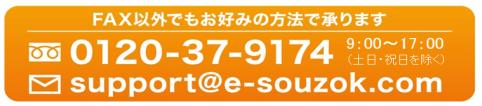 FAX以外でもお好みの方法で承ります
0120-37-9174 9:00〜17:00
（土日・祝日を除く）
support@e-souzok.com